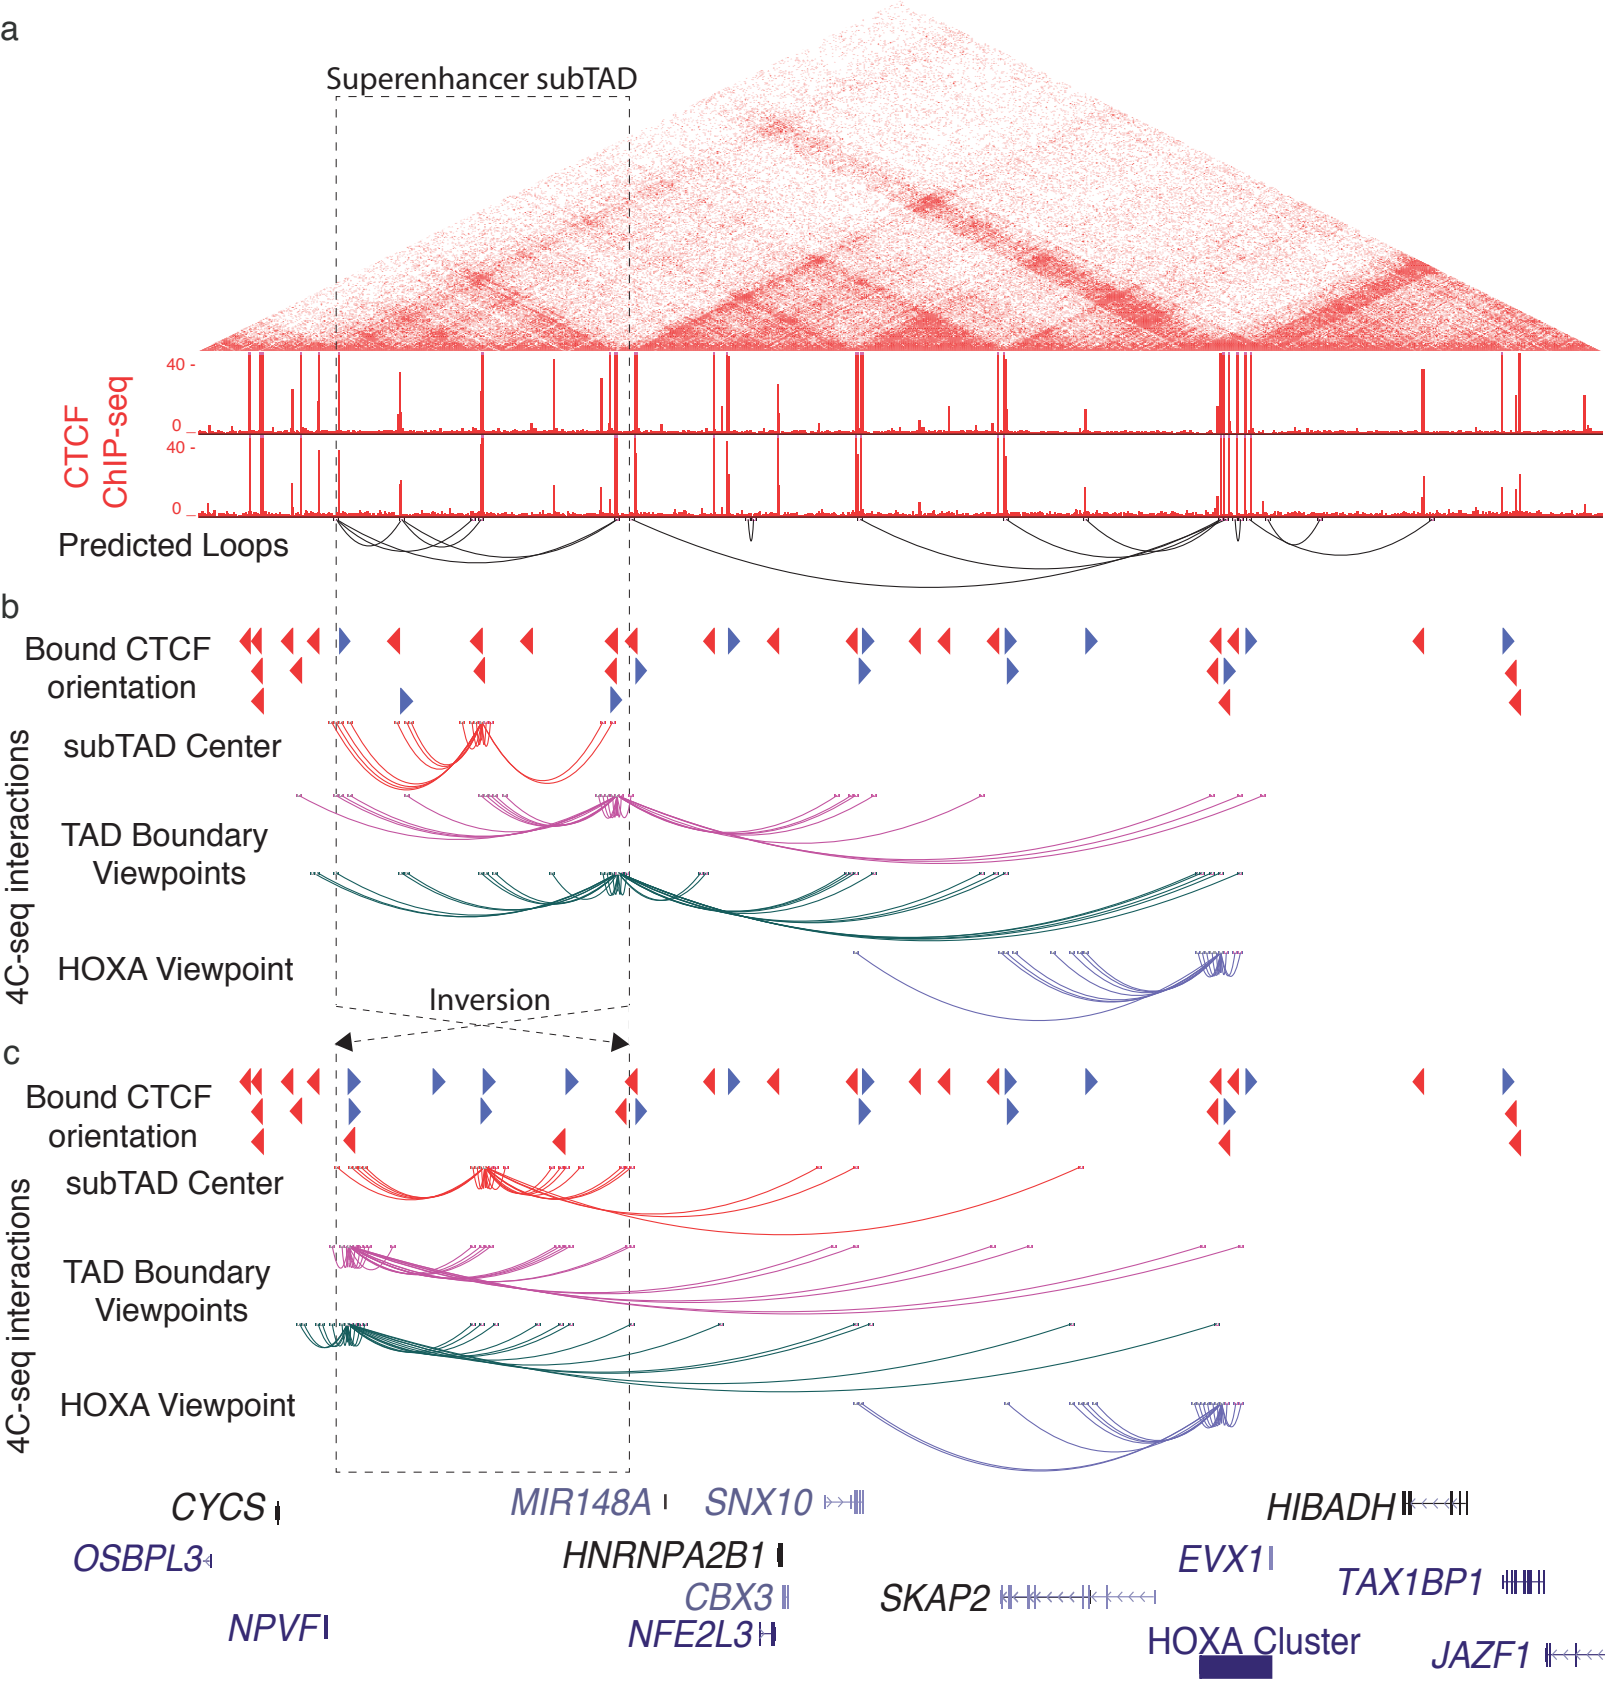 a
Superenhancer subTAD
40 -
0 _
40 -
0 _
CTCF
ChIP-seq
Predicted Loops
b
Bound CTCF
orientation
4C-seq interactions
subTAD Center
TAD Boundary
Viewpoints
HOXA Viewpoint
Inversion
c
Bound CTCF
orientation
4C-seq interactions
subTAD Center
TAD Boundary
Viewpoints
HOXA Viewpoint
CYCS
MIR148A
SNX10
HIBADH
OSBPL3
HNRNPA2B1
EVX1
TAX1BP1
CBX3
SKAP2
NPVF
NFE2L3
HOXA Cluster
JAZF1